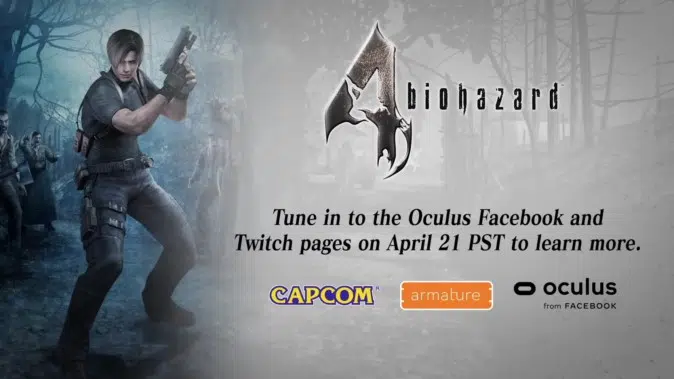 4 biohazard
Tune in to the Oculus Facebook and
Twitch pages on April 21 PST to learn more.
CAPCOM
armature
oculus
from FACEBOOK